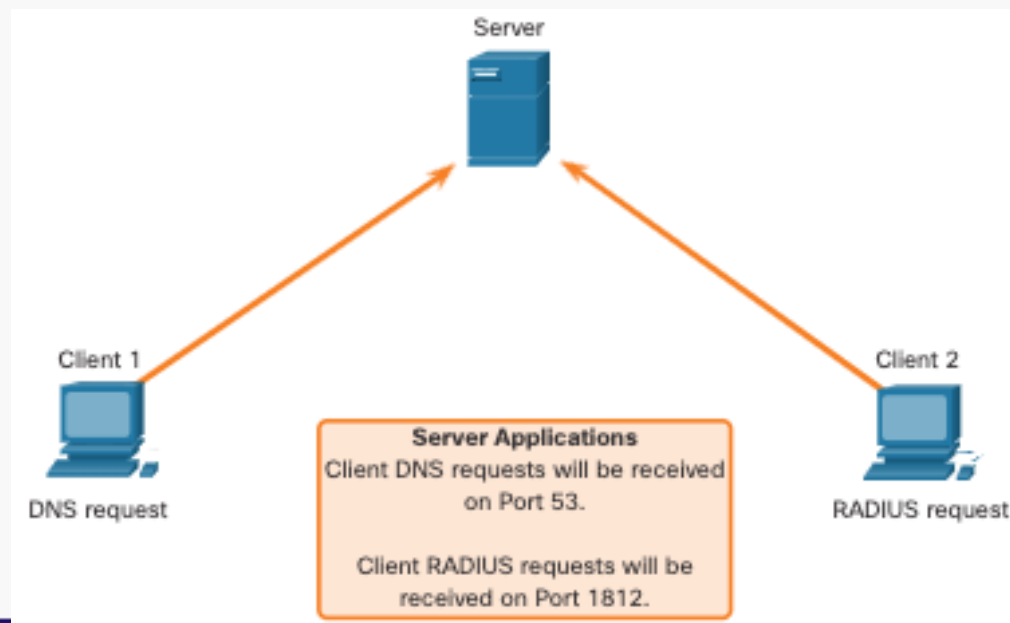 Server
Client 1
Client 2
DNS request
RADIUS request
Server Applications
Client DNS requests will be received
on Port 53.
Client RADIUS requests will be
received on Port 1812.